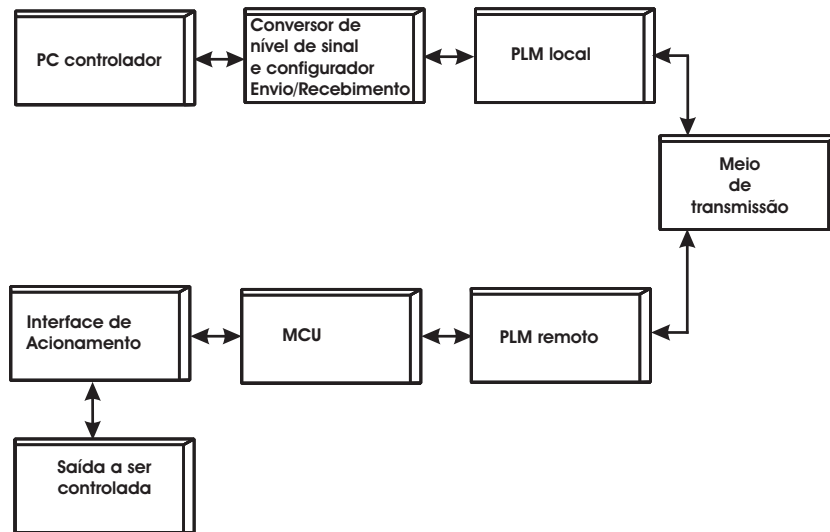 PC controlador
Conversor de
nível de sinal
e configurador
Envio/Recebimento
PLM local
Meio
de
transmissão
Interface de
Acionamento
MCU
PLM remoto
Saída a ser
controlada